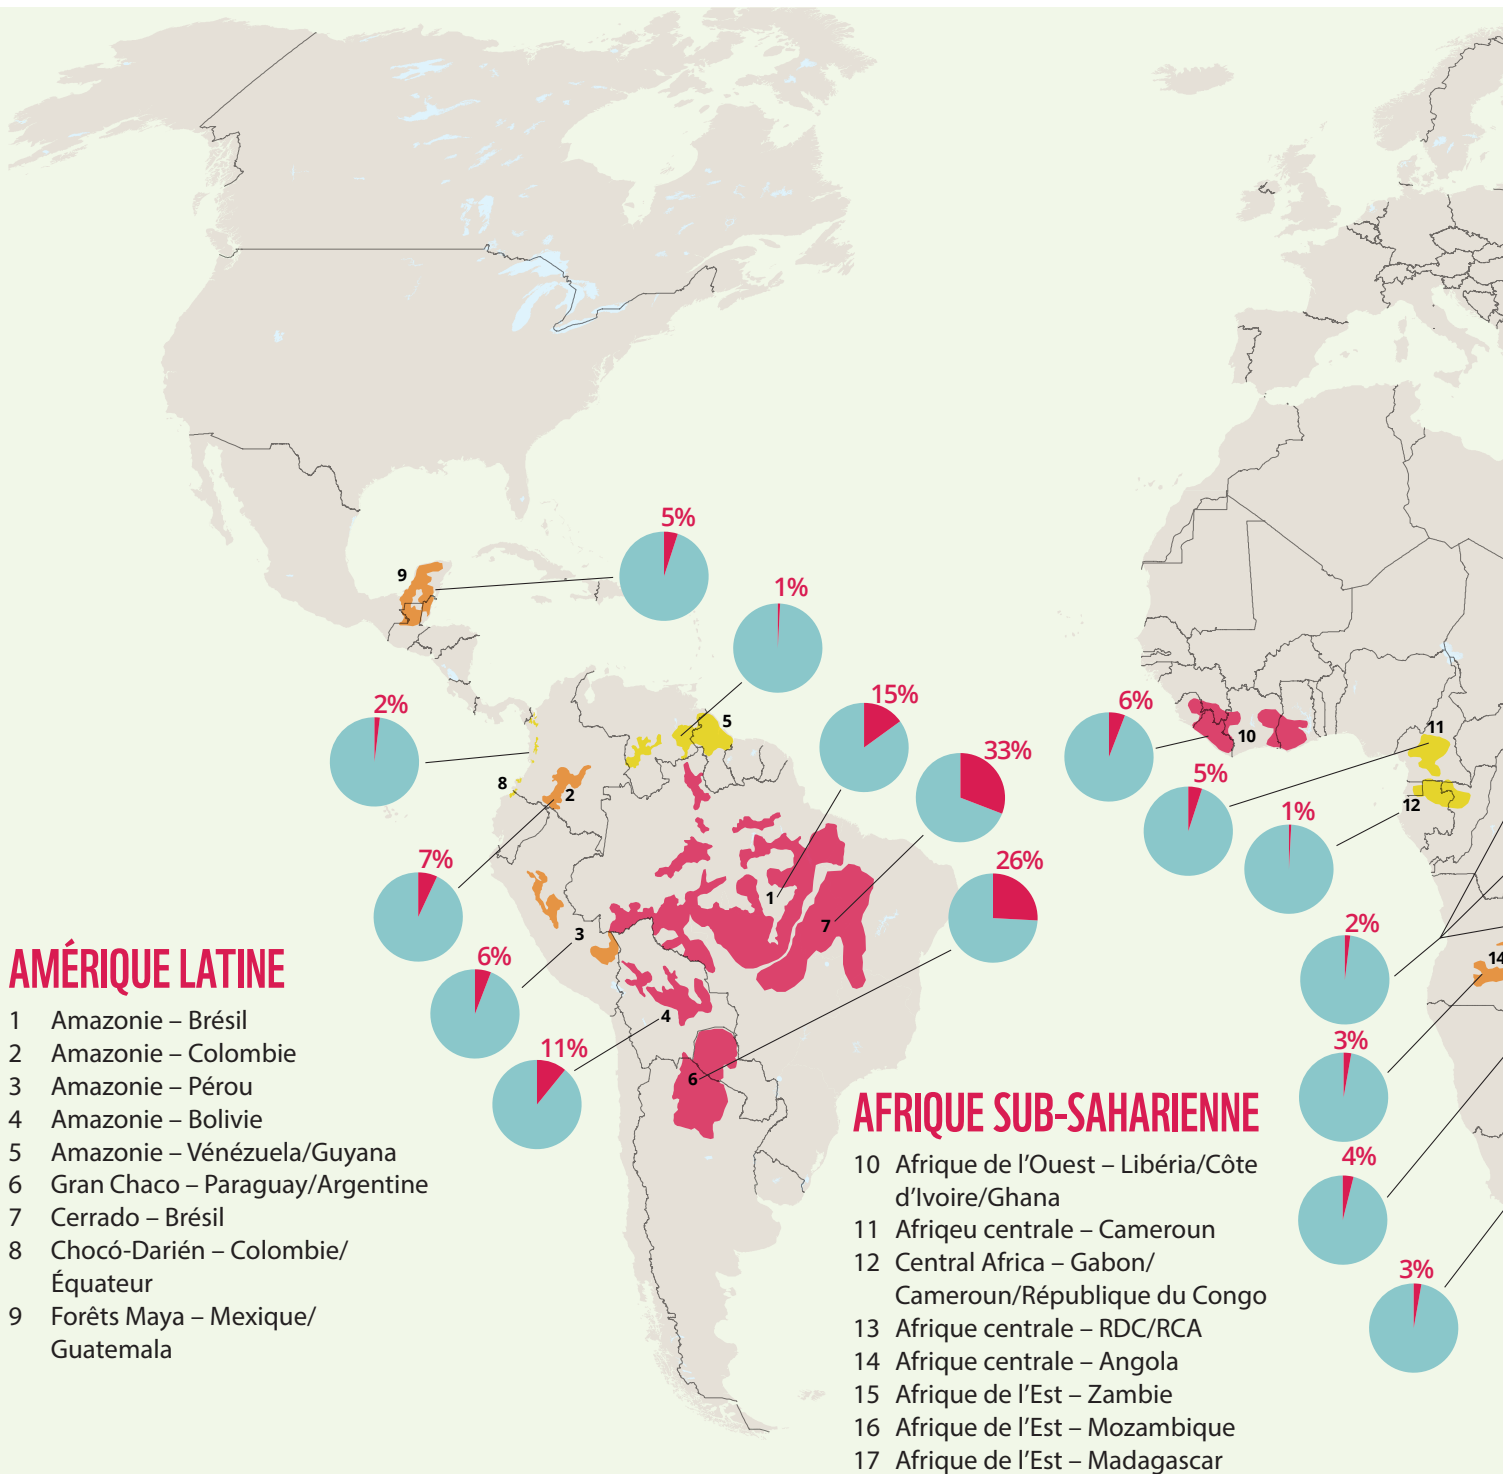 5%
9
1%
2%
15%
5
6%
11
10
33%
8
2
5%
12
1%
7%
26%
1
7
3
2%
6%
14
AMÉRIQUE LATINE
1 Amazonie – Brésil
2 Amazonie – Colombie
3 Amazonie – Pérou
4 Amazonie – Bolivie
5 Amazonie – Vénézuela/Guyana
6 Gran Chaco – Paraguay/Argentine
7 Cerrado – Brésil
8 Chocó-Darién – Colombie/
Équateur
9 Forêts Maya – Mexique/
Guatemala
4
11%
6
3%
4%
3%
AFRIQUE SUB-SAHARIENNE
10 Afrique de l’Ouest – Libéria/Côte
d’Ivoire/Ghana
11 Afriqeu centrale – Cameroun
12 Central Africa – Gabon/
Cameroun/République du Congo
13 Afrique centrale – RDC/RCA
14 Afrique centrale – Angola
15 Afrique de l’Est – Zambie
16 Afrique de l’Est – Mozambique
17 Afrique de l’Est – Madagascar